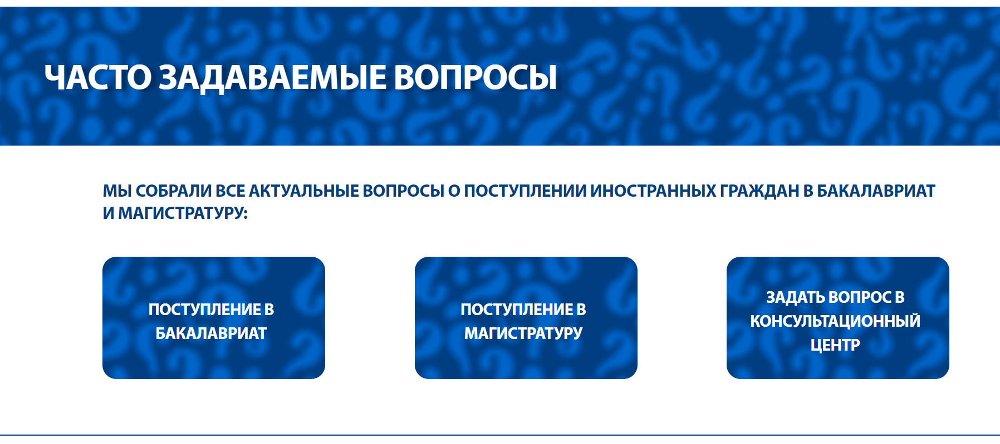 ЧАСТО ЗАДАВАЕМЫЕ ВОПРОСЫ
МЫ СОБРАЛИ ВСЕ АКТУАЛЬНЫЕ ВОПРОСЫ О ПОСТУПЛЕНИИ ИНОСТРАННЫХ ГРАЖДАН В БАКАЛАВРИАТ
И МАГИСТРАТУРУ:
ПОСТУПЛЕНИЕ В
БАКАЛАВРИАТ
ПОСТУПЛЕНИЕ В
МАГИСТРАТУРУ
ЗАДАТЬ ВОПРОС В
КОНСУЛЬТАЦИОННЫЙ
ЦЕНТР